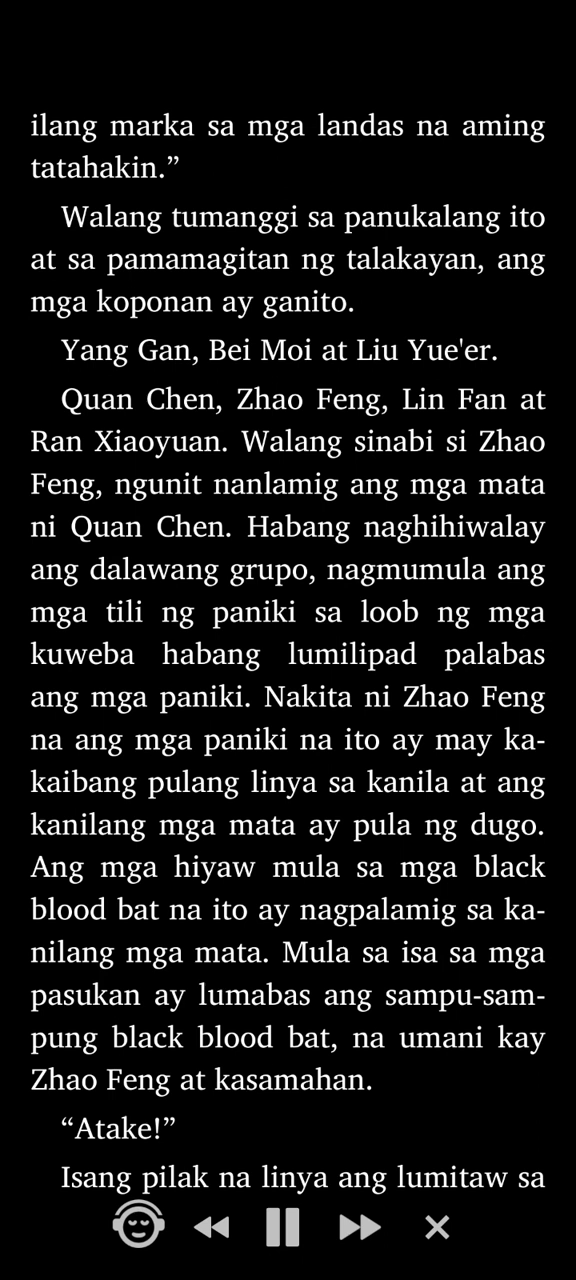 ilang marka sa mga landas na aming
tatahakin.”
Walang tumanggi sa panukalang ito
at sa pamamagitan ng talakayan, ang
mga koponan ay ganito.
Yang Gan, Bei Moi at Liu Yue'er.
Quan Chen, Zhao Feng, Lin Fan at
Ran Xiaoyuan. Walang sinabi si Zhao
Feng, ngunit nanlamig ang mga mata
ni Quan Chen. Habang naghihiwalay
ang dalawang grupo, nagmumula ang
mga tili ng paniki sa loob ng mga
kuweba habang lumilipad palabas
ang mga paniki. Nakita ni Zhao Feng
na ang mga paniki na ito ay may ka-
kaibang pulang linya sa kanila at ang
kanilang mga mata ay pula ng dugo.
Ang mga hiyaw mula sa mga black
blood bat na ito ay nagpalamig sa ka-
nilang mga mata. Mula sa isa sa mga
pasukan ay lumabas ang sampu-sam-
pung black blood bat, na umani kay
Zhao Feng at kasamahan.
“Atake!”
Isang pilak na linya ang lumitaw sa